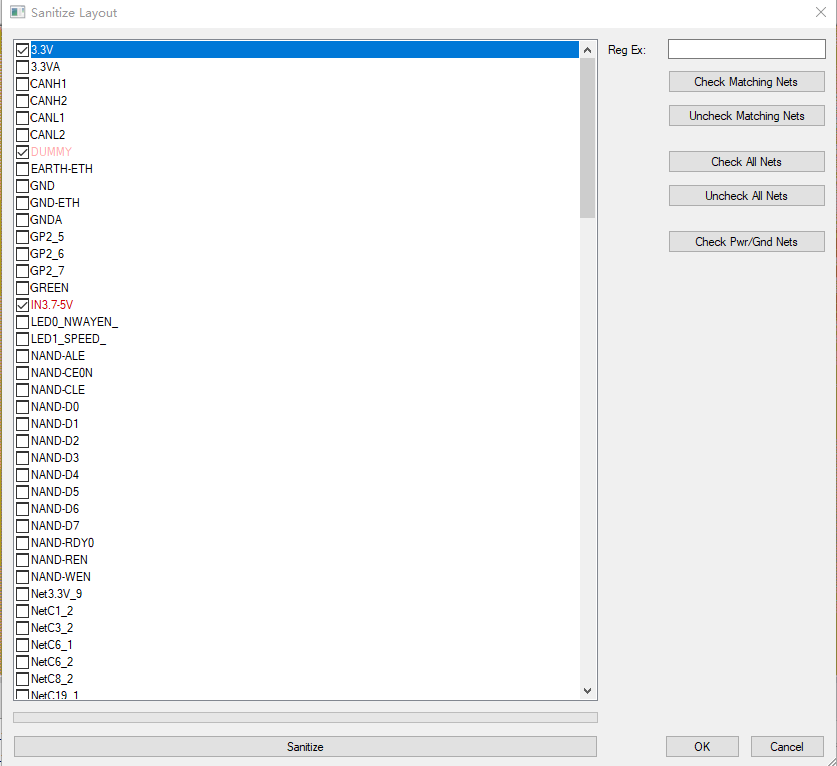 Sanitize Layout
3.3V
3.3VA
CANH1
CANH2
CANL1
CANL2
DUMMY
EARTH-ETH
GND
GND-ETH
GNDA
GP2_5
GP2_6
GP2_7
GREEN
IN3.7-5V
LED0_NWAYEN_
LED1_SPEED_
NAND-ALE
NAND-CE0N
NAND-CLE
NAND-D0
NAND-D1
NAND-D2
NAND-D3
NAND-D4
NAND-D5
NAND-D6
NAND-D7
NAND-RDY0
NAND-REN
NAND-WEN
Net3.3V_9
NetC1_2
NetC3_2
NetC6_1
NetC6_2
NetC8_2
NetC19_1
Reg Ex:
Check Matching Nets
Uncheck Matching Nets
Check All Nets
Uncheck All Nets
Check Pwr/Gnd Nets
Sanitize
OK
Cancel